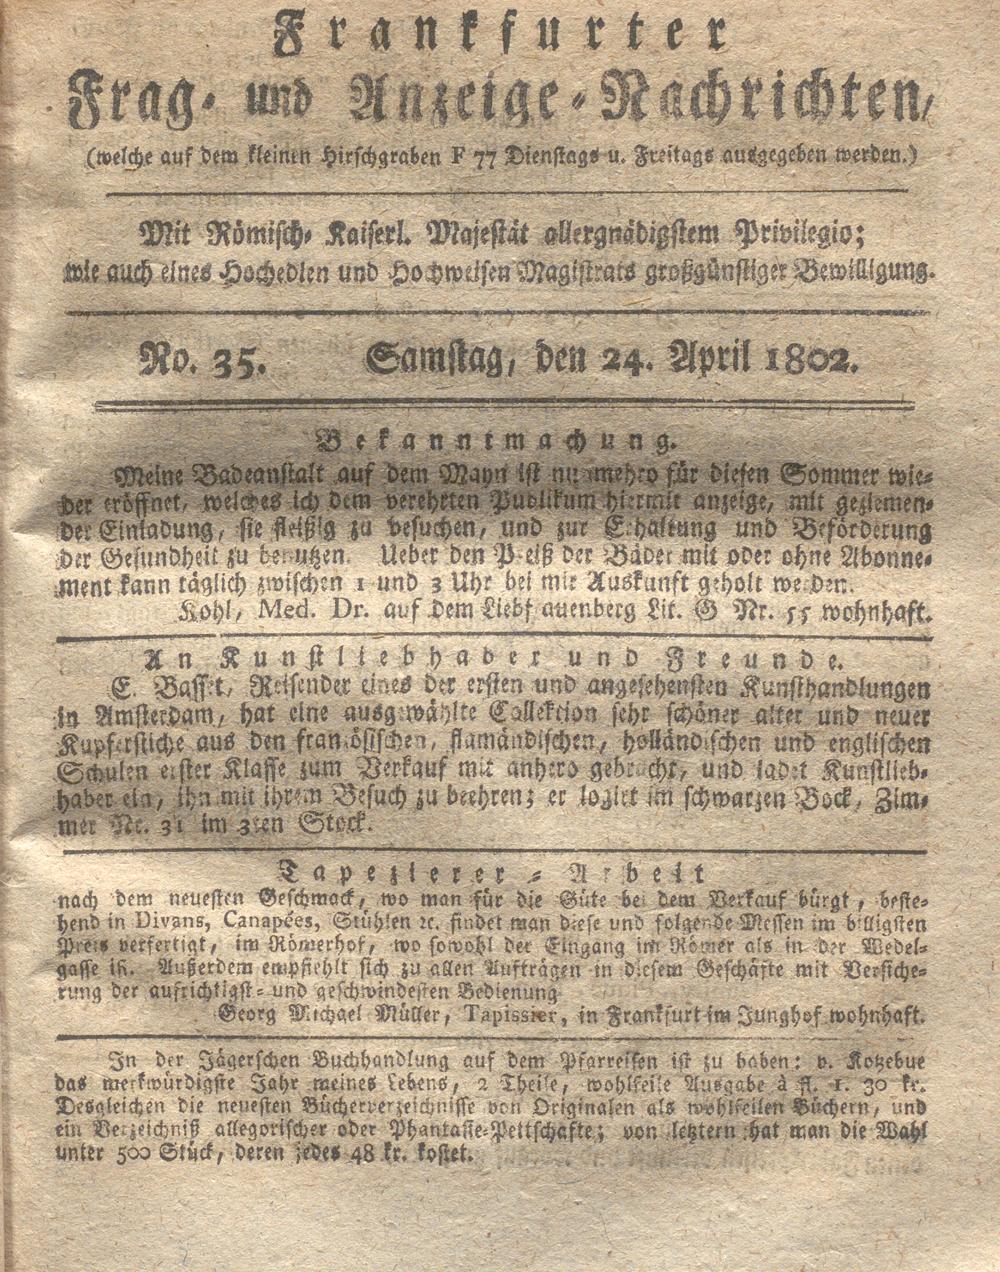 Frankfurter
Frag- und Anzeige-Nachrichten,
(welche auf dem kleinen Hirschgraben F 77 Dienstags u. Freitags ausgegeben werden.)
Mit Römisch-Kaiserl. Majestät allergnädigstem Privilegio;
wie auch eines Hochedlen und Hochweisen Magistrats großgünstiger Bewilligung.
No. 35. Samstag, den 24. April 1802.
Bekanntmachung.
Meine Badeanstalt auf dem Mayn ist nunmehro für diesen Sommer wie-
der eröffnet, welches ich dem verehrten Publikum hiermit anzeige, mit geziemen-
der Einladung, sie fleißig zu besuchen, und zur Erhaltung und Beförderung
der Gesundheit zu benutzen. Ueber den Preiß der Bäder mit oder ohne Abonne-
ment kann täglich zwischen 1 und 3 Uhr bei mir Auskunft geholt werden.
Kohl, Med. Dr. auf dem Liebfrauenberg Lit. G Nr. 55 wohnhaft.
An Kunstliebhaber und Freunde.
E. Basset, Reisender eines der ersten und angesehensten Kunsthandlungen
in Amsterdam, hat eine ausgewählte Collektion sehr schöner alter und neuer
Kupferstiche aus den französischen, flamändischen, holländischen und englischen
Schulen erster Klasse zum Verkauf mit anhero gebracht, und ladet Kunstlieb-
haber ein, ihn mit ihrem Besuch zu beehren; er logirt im schwarzen Bock, Zim-
mer Nr. 31 im 3ten Stock.
Tapezierer-Arbeit
nach dem neuesten Geschmack, wo man für die Güte bei dem Verkauf bürgt, beste-
hend in Divans, Canapées, Stühlen ꝛc. findet man diese und folgende Messen im billigsten
Preis verfertigt, im Römerhof, wo sowohl der Eingang im Römer als in der Wedel-
gasse ist. Außerdem empfiehlt sich zu allen Aufträgen in diesem Geschäfte mit Versiche-
rung der aufrichtigst- und geschwindesten Bedienung
Georg Michael Müller, Tapissier, in Frankfurt im Junghof wohnhaft.
In der Jägerschen Buchhandlung auf dem Pfarreisen ist zu haben: v. Kotzebue
das merkwürdigste Jahr meines Lebens, 2 Theile, wohlfeile Ausgabe à fl. 1. 30 kr.
Desgleichen die neuesten Bücherverzeichnisse von Originalen als wohlfeilen Büchern, und
ein Verzeichniß allegorischer oder Phantasie-Pettschafte; von letztern hat man die Wahl
unter 500 Stück, deren jedes 48 kr. kostet.